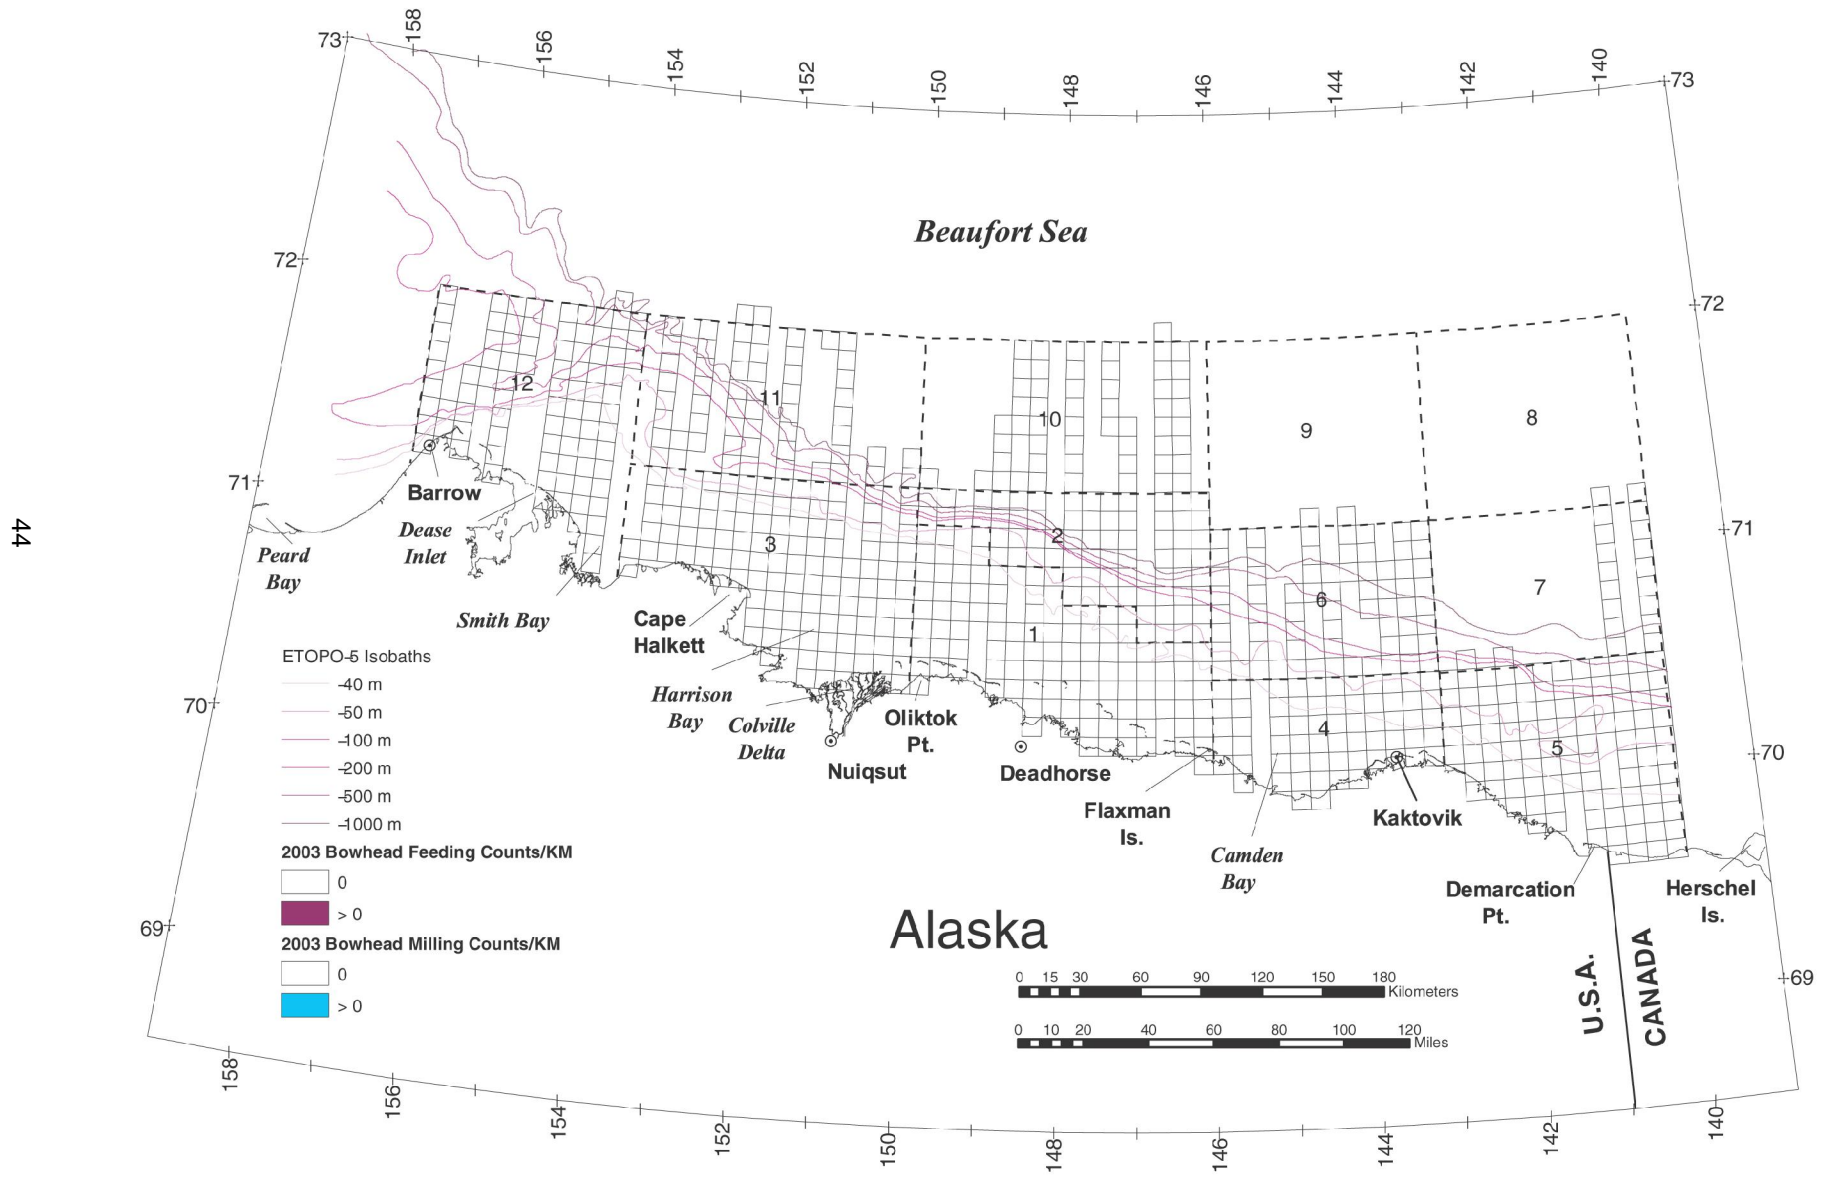 158
156
154
152
150
148
146
144
142
140
73
73
Beaufort Sea
72
72
12
11
10
9
8
71
71
Barrow
Dease
Inlet
Peard
Bay
Smith Bay
3
2
7
6
1
Cape
Halkett
Harrison
Bay
Colville
Delta
Oliktok
Pt.
Nuiqsut
Deadhorse
Flaxman
Is.
4
5
Kaktovik
Camden
Bay
Demarcation
Pt.
Herschel
Is.
70
70
44
ETOPO-5 Isobaths
-40 m
-50 m
-100 m
-200 m
-500 m
-1000 m
2003 Bowhead Feeding Counts/KM
0
> 0
2003 Bowhead Milling Counts/KM
0
> 0
Alaska
U.S.A.
CANADA
69
69
0 15 30 60 90 120 150 180
Kilometers
0 10 20 40 60 80 100 120
Miles
158
156
154
152
150
148
146
144
142
140